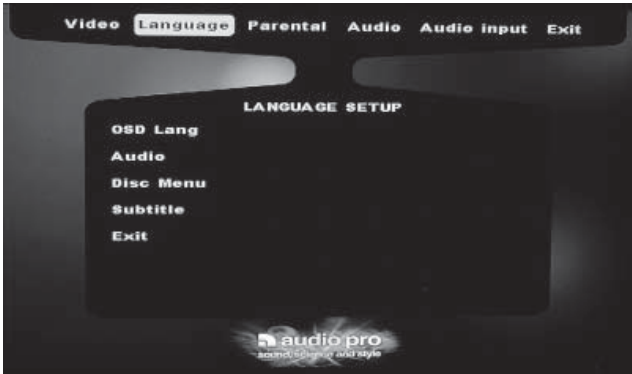 Video Language Parental Audio Audio input Exit
LANGUAGE SETUP
OSD Lang
Audio
Disc Menu
Subtitle
Exit
audio pro
sound, science and style